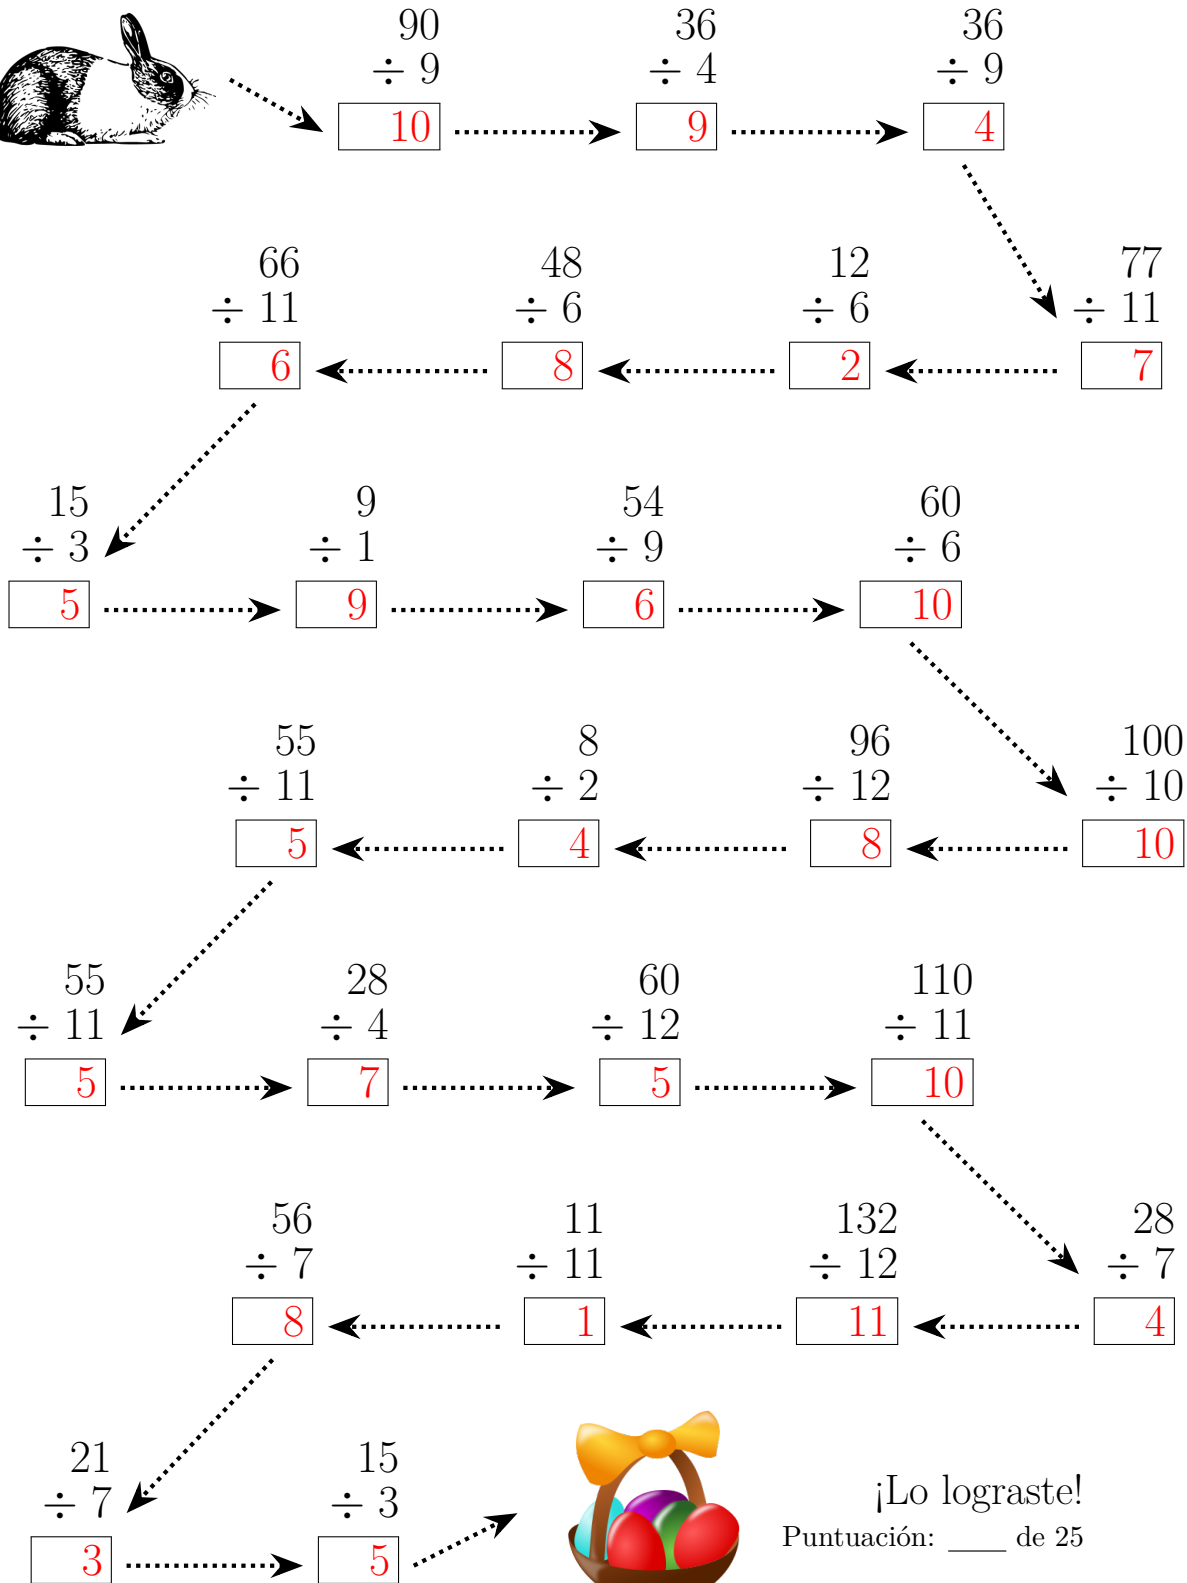 90 36 36
÷ 9 ÷ 4 ÷ 9
10 9 4
66 48 12 77
÷ 11 ÷ 6 ÷ 6 ÷ 11
6 8 2 7
15 9 54 60
÷ 3 ÷ 1 ÷ 9 ÷ 6
5 9 6 10
55 8 96 100
÷ 11 ÷ 2 ÷ 12 ÷ 10
5 4 8 10
55 28 60 110
÷ 11 ÷ 4 ÷ 12 ÷ 11
5 7 5 10
56 11 132 28
÷ 7 ÷ 11 ÷ 12 ÷ 7
8 1 11 4
21 15
÷ 7 ÷ 3
3 5
¡Lo lograste!
Puntuación: ____ de 25